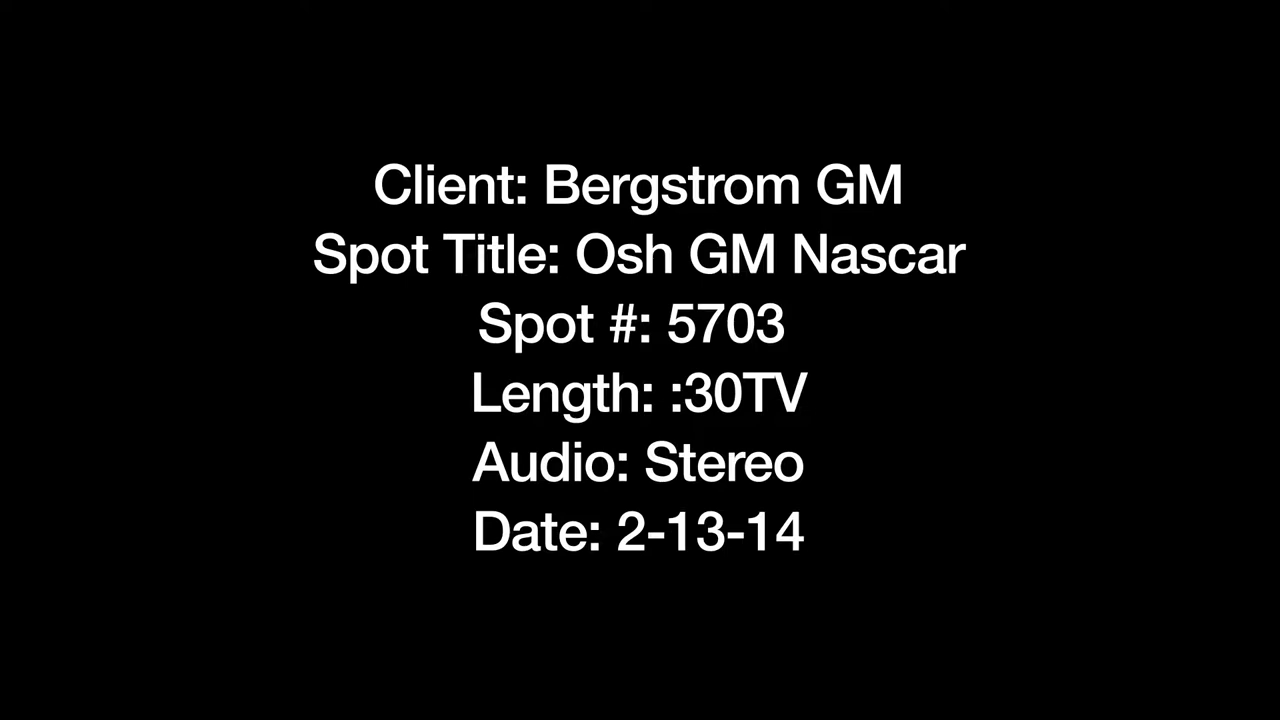 Client: Bergstrom GM
Spot Title: Osh GM Nascar
Spot #: 5703
Length: :30TV
Audio: Stereo
Date: 2-13-14